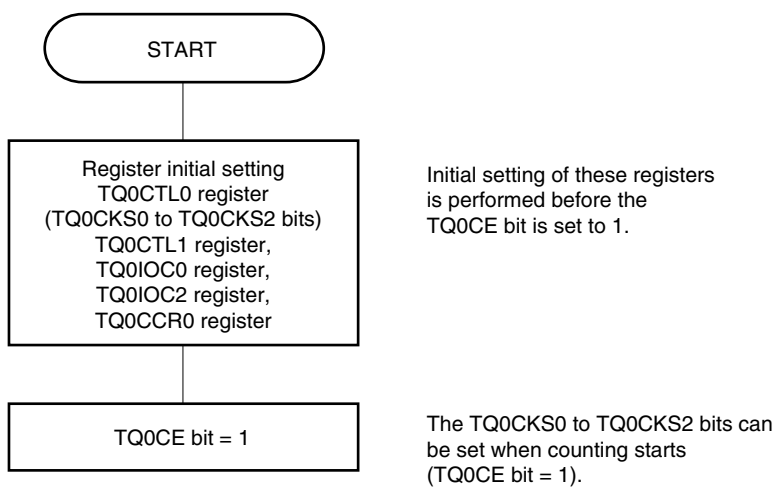 START
Register initial setting
TQ0CTL0 register
(TQ0CKS0 to TQ0CKS2 bits)
TQ0CTL1 register,
TQ0IOC0 register,
TQ0IOC2 register,
TQ0CCR0 register
Initial setting of these registers
is performed before the
TQ0CE bit is set to 1.
TQ0CE bit = 1
The TQ0CKS0 to TQ0CKS2 bits can
be set when counting starts
(TQ0CE bit = 1).